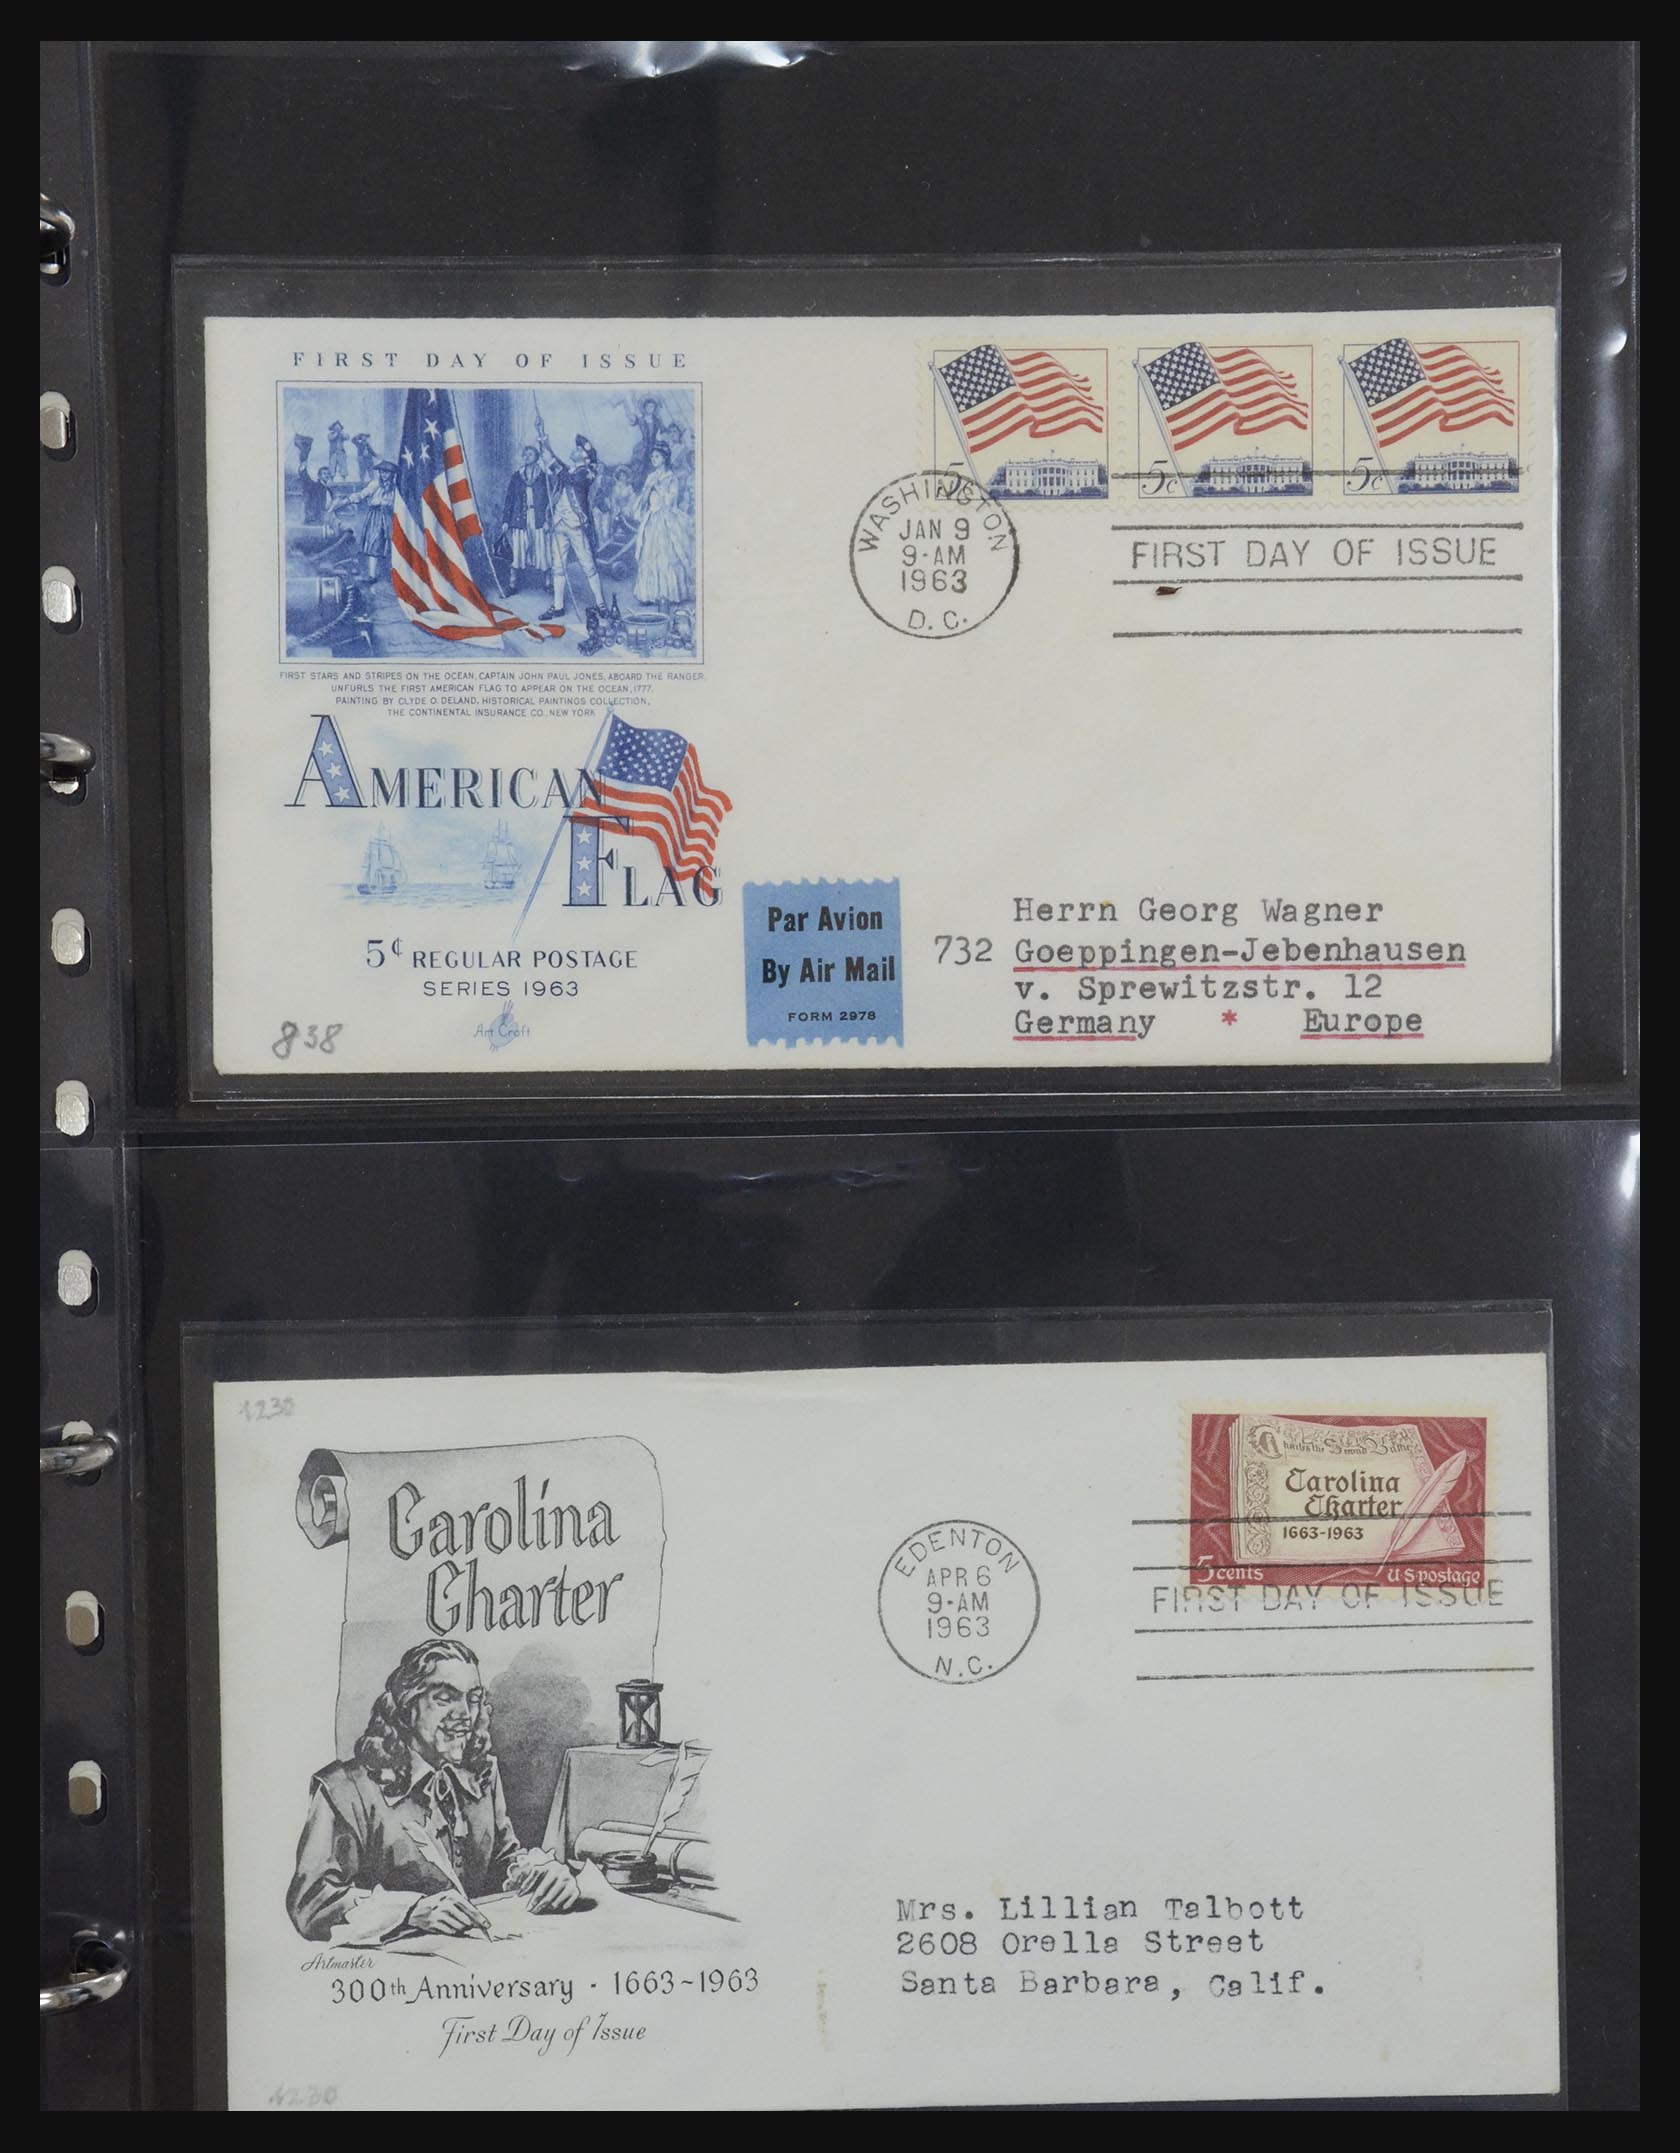 FIRST DAY OF ISSUE
FIRST STARS AND STRIPES ON THE OCEAN, CAPTAIN JOHN PAUL JONES, ABOARD THE RANGER
UNFURLS THE FIRST AMERICAN FLAG TO APPEAR ON THE OCEAN, 1777.
PAINTING BY CLYDE O. DELAND, HISTORICAL PAINTINGS COLLECTION,
THE CONTINENTAL INSURANCE CO., NEW YORK
AMERICAN
FLAG
5¢ REGULAR POSTAGE
SERIES 1963
Art Craft
838
5c
5c
5c
WASHINGTON
JAN 9
9-AM
1963
D.C.
FIRST DAY OF ISSUE
Par Avion
By Air Mail
FORM 2978
Herrn Georg Wagner
732 Goeppingen-Jebenhausen
v. Sprewitzstr. 12
Germany * Europe
1230
Carolina
Charter
Artmaster
300th Anniversary - 1663~1963
First Day of Issue
1230
EDENTON
APR 6
9-AM
1963
N.C.
Charles the Second
Carolina
Charter
1663-1963
5 cents U S postage
FIRST DAY OF ISSUE
Mrs. Lillian Talbott
2608 Orella Street
Santa Barbara, Calif.